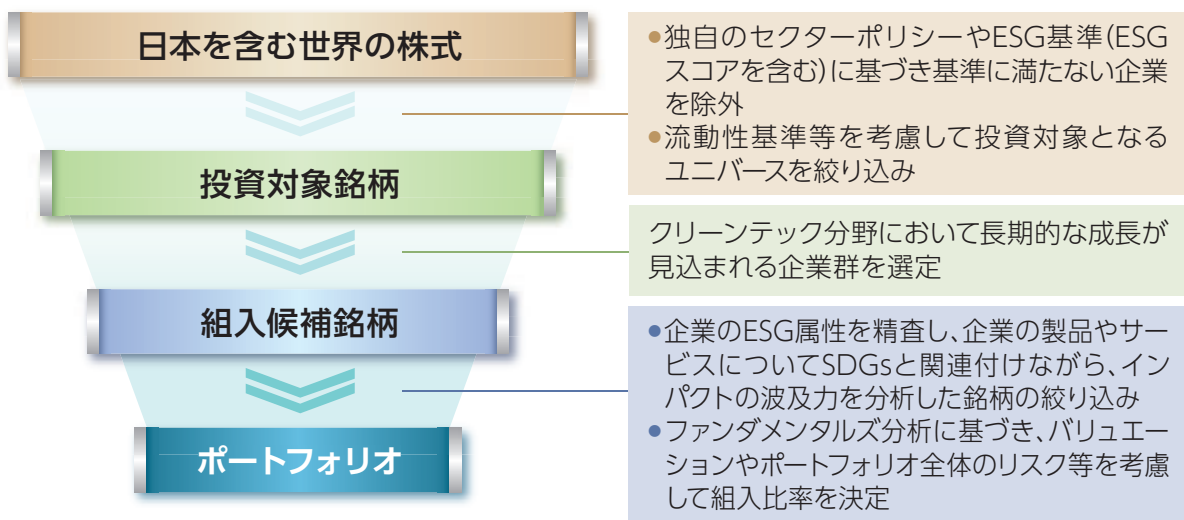 日本を含む世界の株式
●独自のセクターポリシーやESG基準(ESG
スコアを含む)に基づき基準に満たない企業
を除外
●流動性基準等を考慮して投資対象となる
ユニバースを絞り込み
投資対象銘柄
クリーンテック分野において長期的な成長が
見込まれる企業群を選定
組入候補銘柄
●企業のESG属性を精査し、企業の製品やサー
ビスについてSDGsと関連付けながら、イン
パクトの波及力を分析した銘柄の絞り込み
●ファンダメンタルズ分析に基づき、バリュエー
ションやポートフォリオ全体のリスク等を考慮
して組入比率を決定
ポートフォリオ